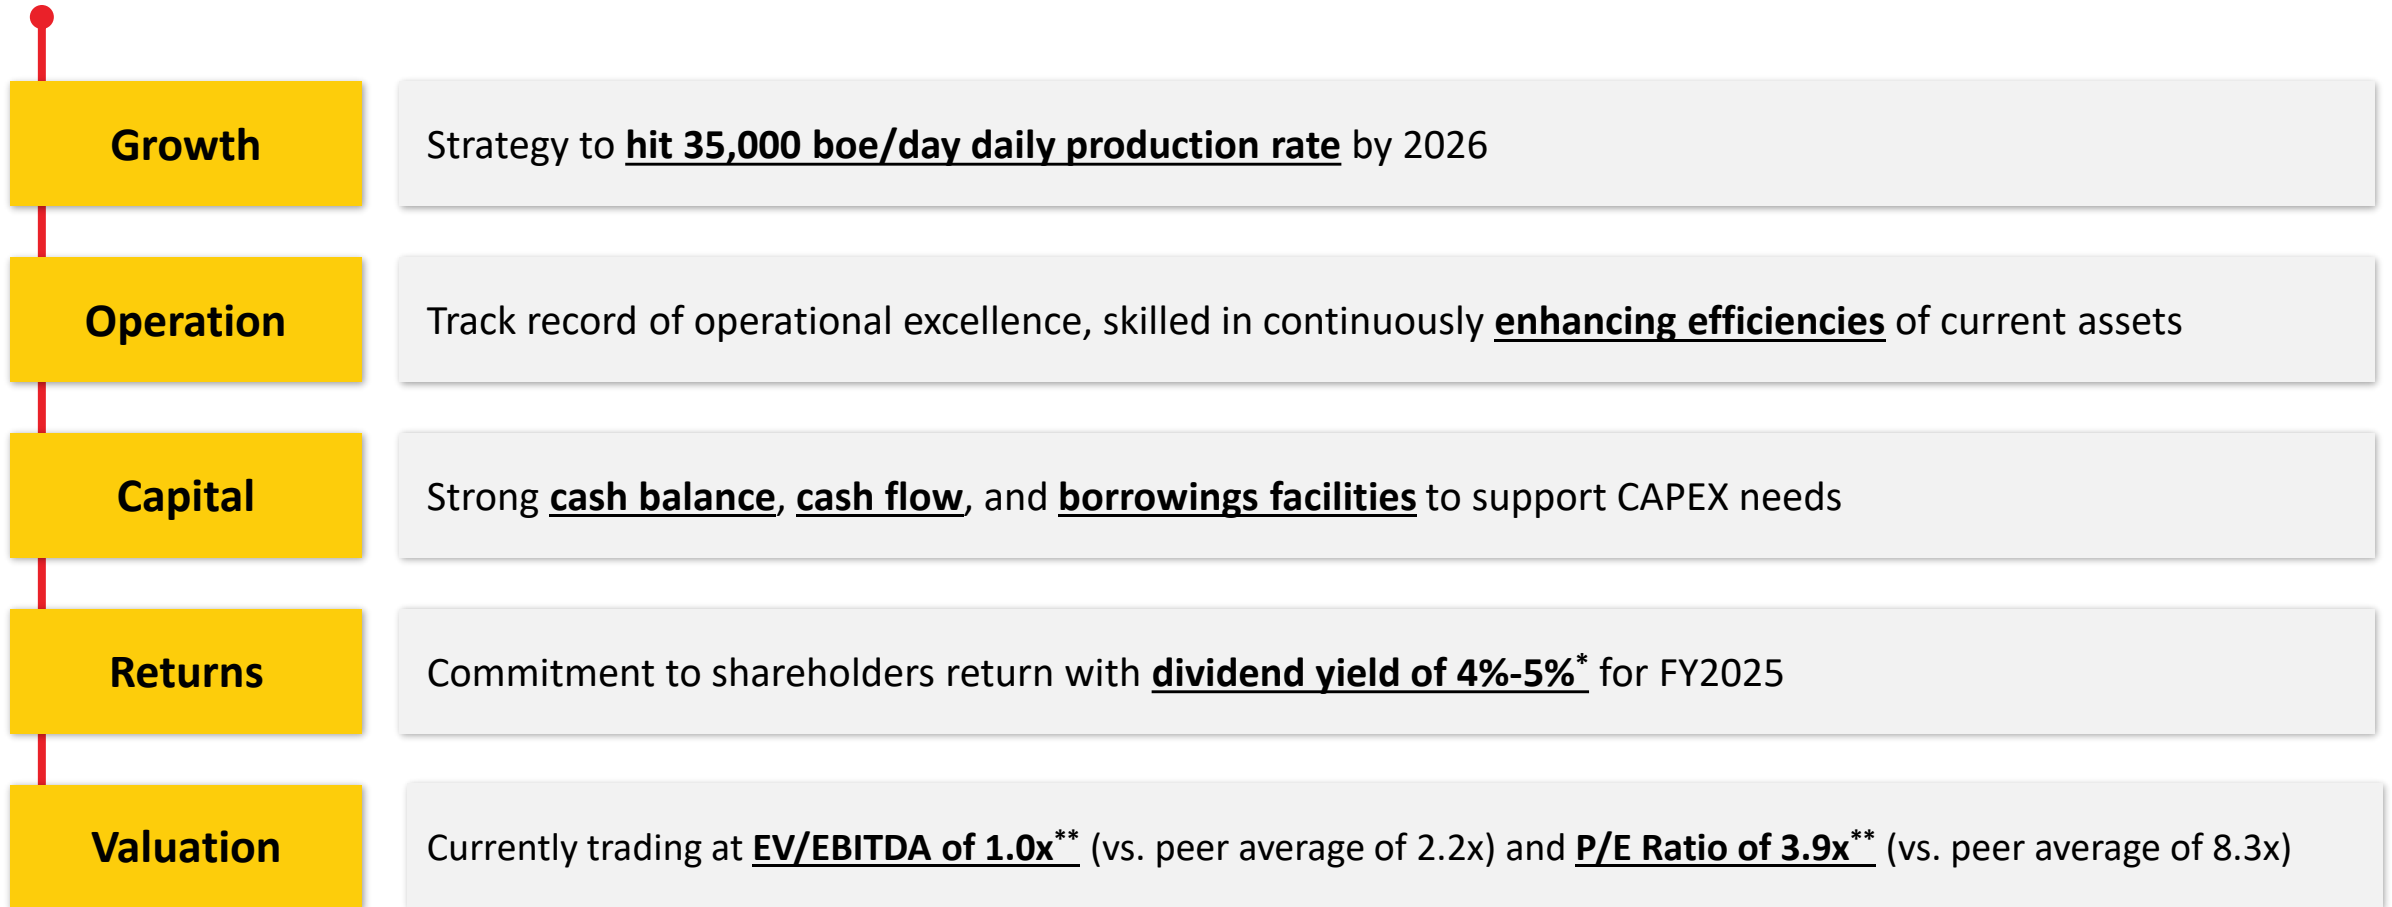 Growth
Strategy to hit 35,000 boe/day daily production rate by 2026
Operation
Track record of operational excellence, skilled in continuously enhancing efficiencies of current assets
Capital
Strong cash balance, cash flow, and borrowings facilities to support CAPEX needs
Returns
Commitment to shareholders return with dividend yield of 4%-5%* for FY2025
Valuation
Currently trading at EV/EBITDA of 1.0x** (vs. peer average of 2.2x) and P/E Ratio of 3.9x** (vs. peer average of 8.3x)